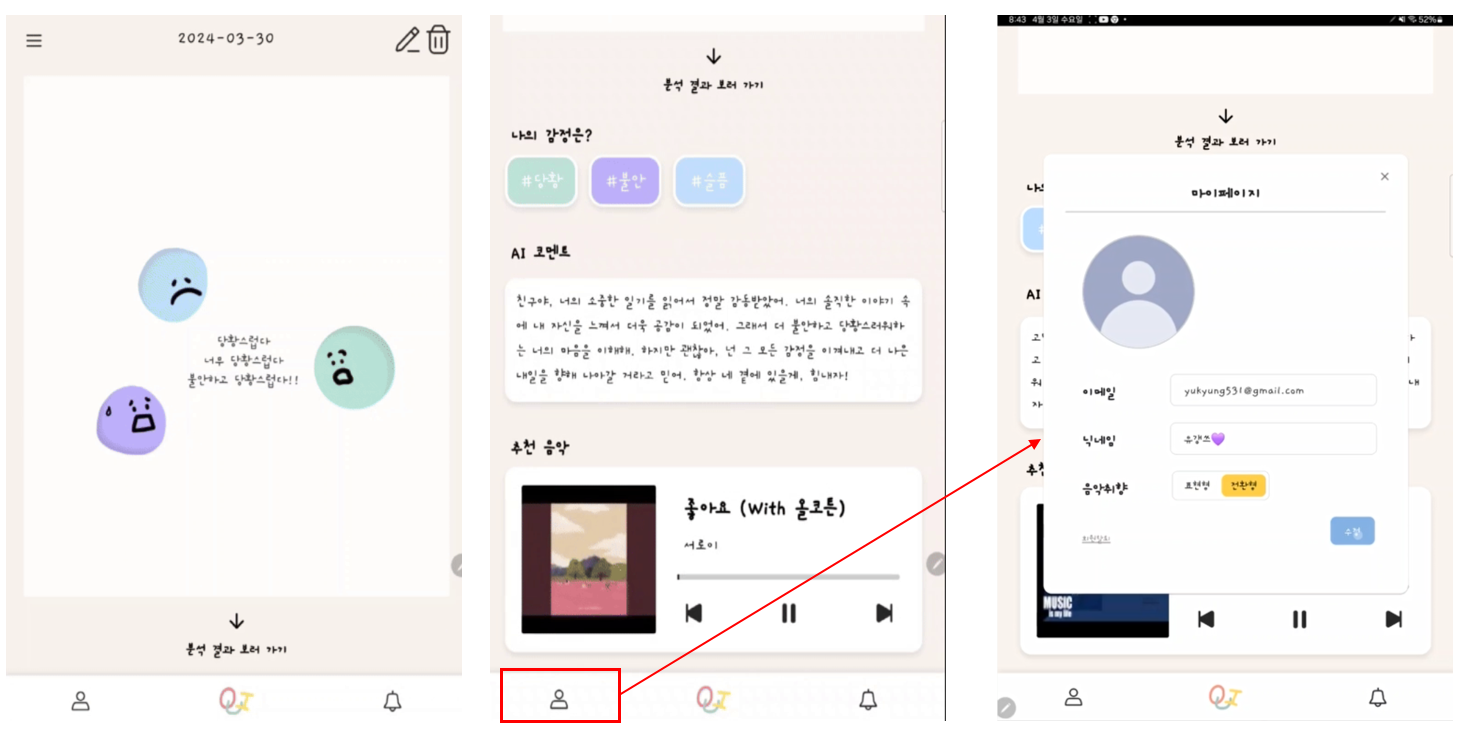 2024-03-30
당황스럽다
너무 당황스럽다
불안하고 당황스럽다!!
분석 결과 보러 가기
분석 결과 보러 가기
나의 감정은?
#당황 #불안 #슬픔
AI 코멘트
친구야, 너의 소중한 일기를 읽어서 정말 감동받았어. 너의 솔직한 이야기 속
에 내 자신을 느껴서 더욱 공감이 되었어. 그래서 더 불안하고 당황스러워하
는 너의 마음을 이해해. 하지만 괜찮아, 넌 그 모든 감정을 이겨내고 더 나은
내일을 향해 나아갈 거라고 믿어. 항상 네 곁에 있을게, 힘내자!
추천 음악
좋아요 (With 올코튼)
서로이
8:43 4월 3일 수요일
52%
분석 결과 보러 가기
마이페이지
AI
이메일 yukyung531@gmail.com
닉네임 유갱쓰💜
음악취향 표현형 전환형
회원탈퇴
수정
MUSIC
is my life